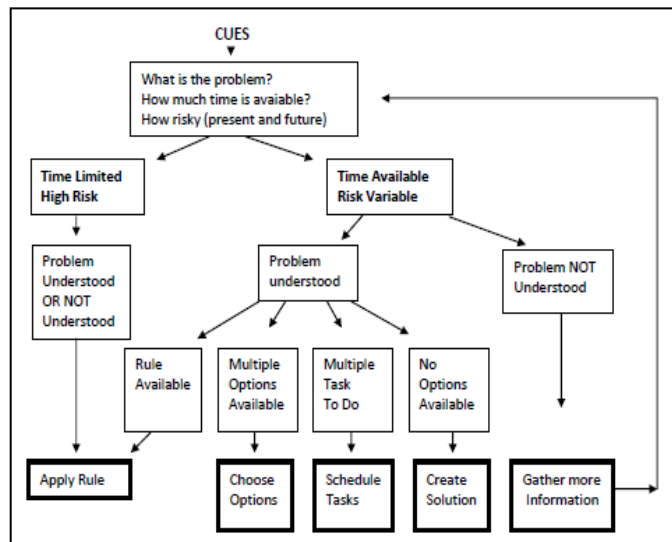 CUES
What is the problem?
How much time is avaiable?
How risky (present and future)
Time Limited
High Risk
Time Available
Risk Variable
Problem
Understood
OR NOT
Understood
Problem
understood
Problem NOT
Understood
Rule
Available
Multiple
Options
Available
Multiple
Task
To Do
No
Options
Available
Apply Rule
Choose
Options
Schedule
Tasks
Create
Solution
Gather more
Information